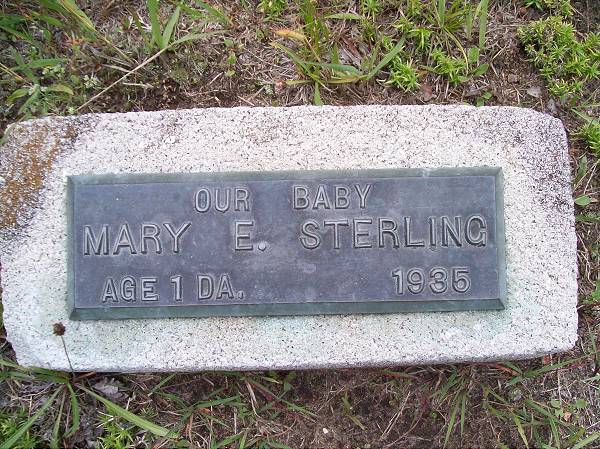 OUR BABY
MARY E. STERLING
AGE 1 DA. 1935